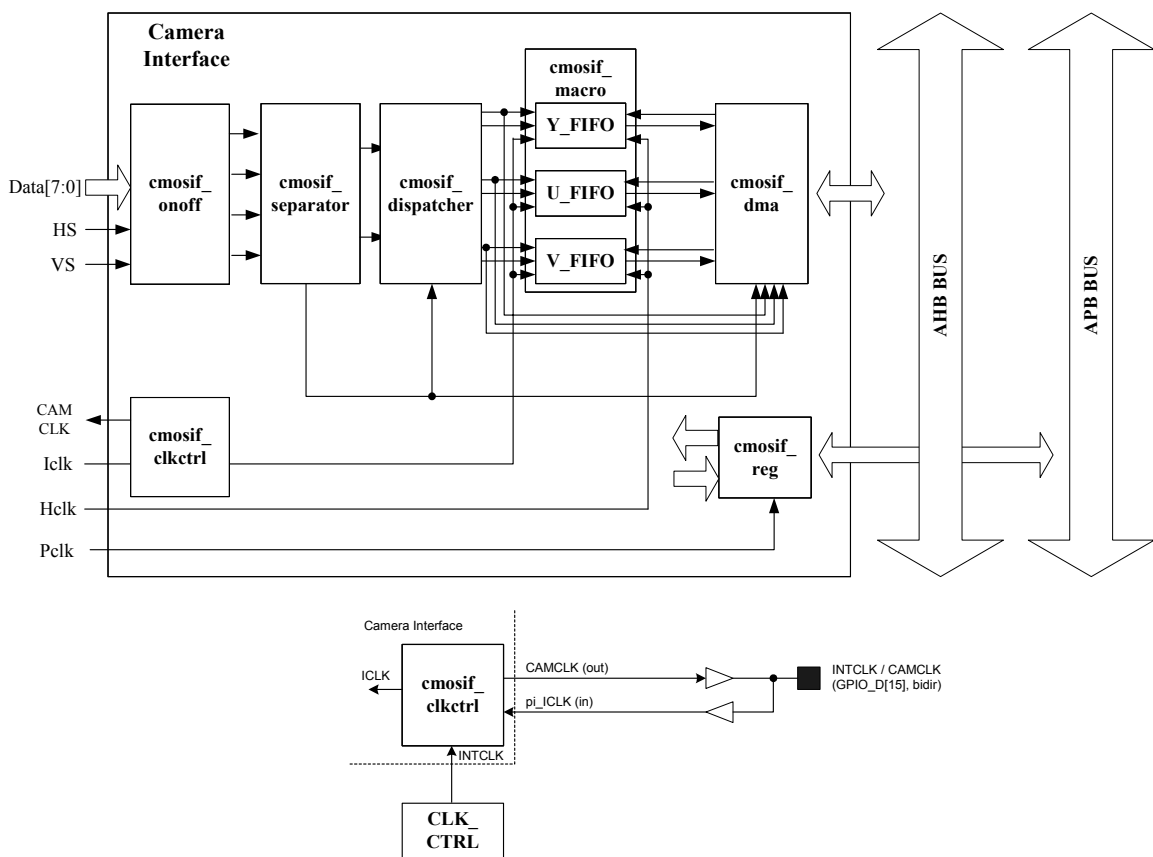 Camera
Interface
cmosif_
macro
Y_FIFO
U_FIFO
V_FIFO
cmosif_
onoff
cmosif_
separator
cmosif_
dispatcher
cmosif_
dma
Data[7:0]
HS
VS
AHB BUS
APB BUS
CAM
CLK
Iclk
cmosif_
clkctrl
cmosif_
reg
Hclk
Pclk
Camera Interface
ICLK
cmosif_
clkctrl
CAMCLK (out)
pi_ICLK (in)
INTCLK / CAMCLK
(GPIO_D[15], bidir)
INTCLK
CLK_
CTRL